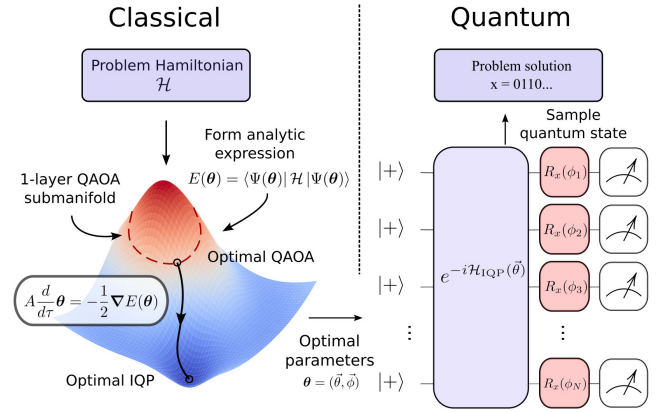 Classical
Problem Hamiltonian
ℋ
Form analytic
expression
E(θ) = ⟨Ψ(θ)| ℋ |Ψ(θ)⟩
1-layer QAOA
submanifold
Optimal QAOA
A d/dτ θ = −1/2 ∇E(θ)
Optimal IQP
Optimal
parameters
θ = (θ⃗, φ⃗)
Quantum
Problem solution
x = 0110...
Sample
quantum state
|+⟩
R_x(ϕ_1)
|+⟩
R_x(ϕ_2)
e^{−iℋ_IQP(θ⃗)}
|+⟩
R_x(ϕ_3)
⋮
⋮
|+⟩
R_x(ϕ_N)